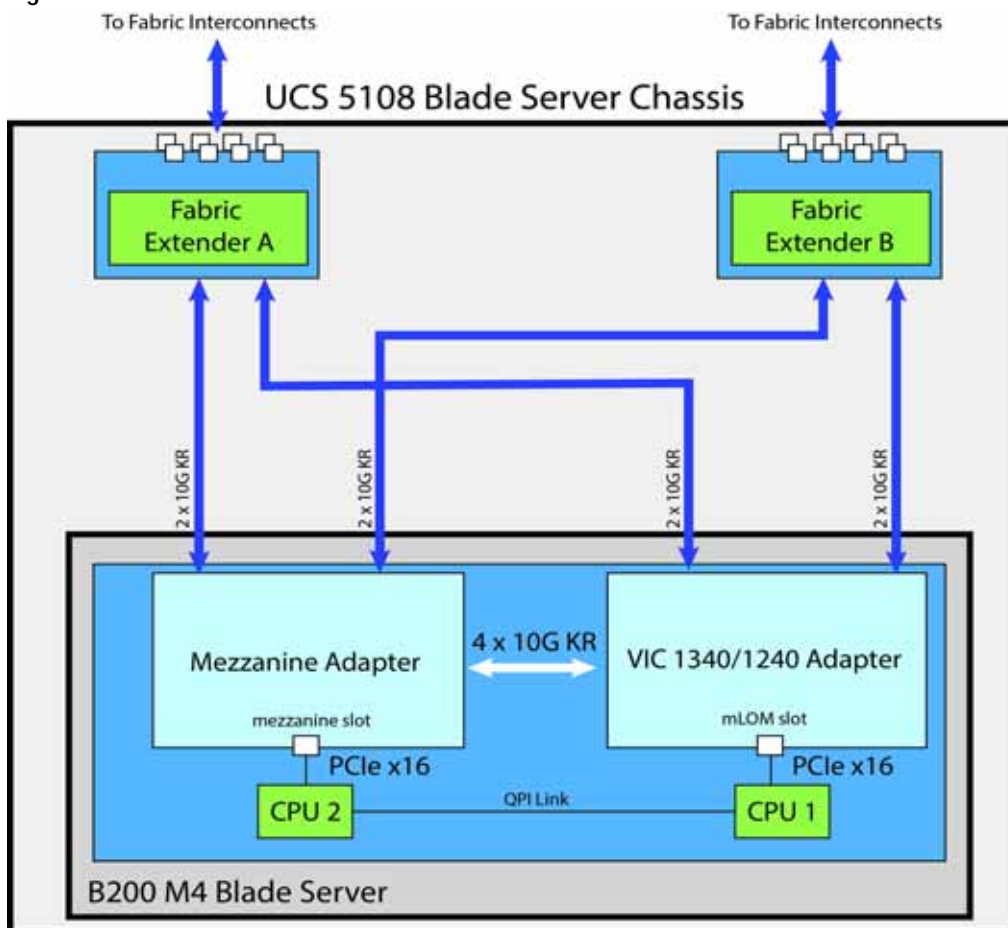 To Fabric Interconnects
To Fabric Interconnects
UCS 5108 Blade Server Chassis
Fabric
Extender A
Fabric
Extender B
2 x 10G KR
2 x 10G KR
2 x 10G KR
2 x 10G KR
4 x 10G KR
Mezzanine Adapter
VIC 1340/1240 Adapter
mezzanine slot
mLOM slot
PCIe x16
PCIe x16
CPU 2
QPI Link
CPU 1
B200 M4 Blade Server